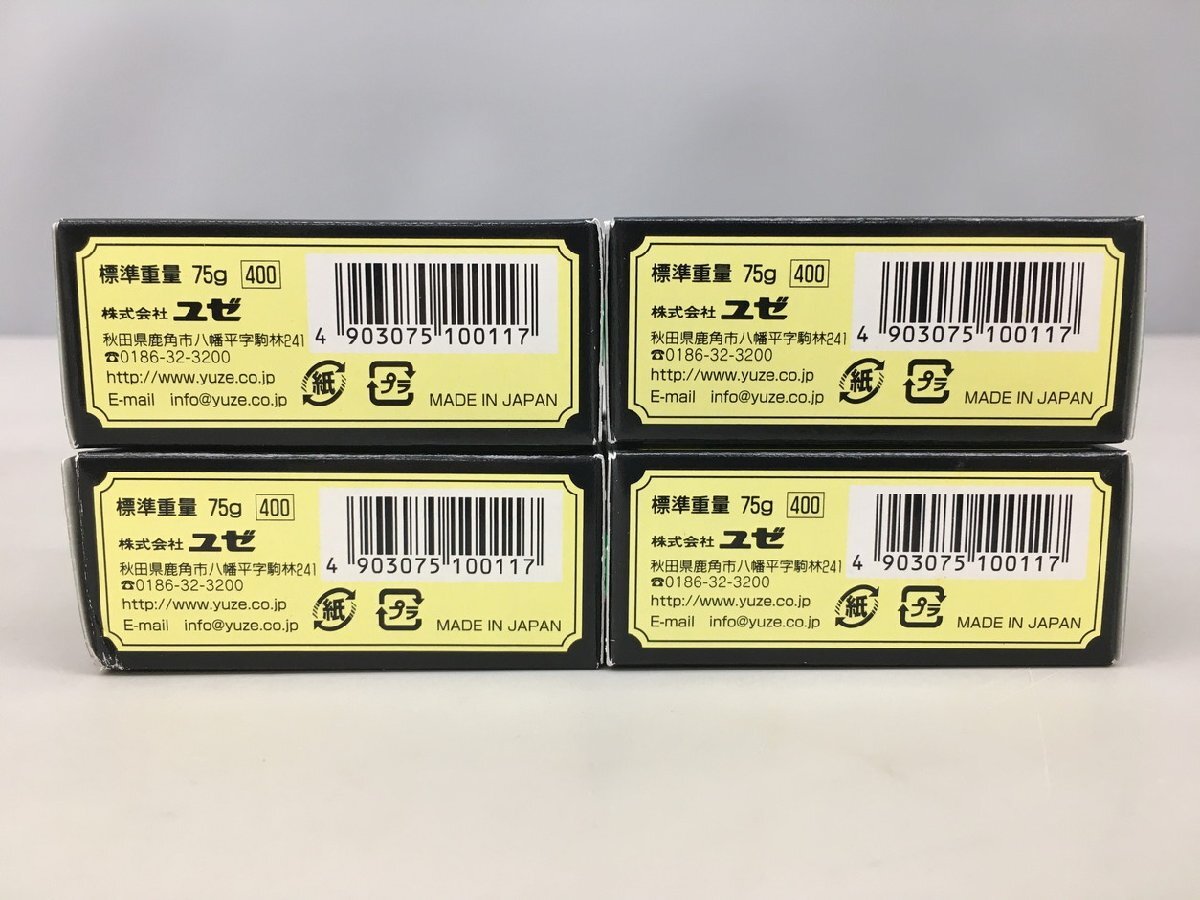 標準重量 75g 400
株式会社 ユゼ
秋田県鹿角市八幡平字駒林241
☎0186-32-3200
http://www.yuze.co.jp
E-mail info@yuze.co.jp
4 903075 100117
紙 プラ
MADE IN JAPAN
標準重量 75g 400
株式会社 ユゼ
秋田県鹿角市八幡平字駒林241
☎0186-32-3200
http://www.yuze.co.jp
E-mail info@yuze.co.jp
4 903075 100117
紙 プラ
MADE IN JAPAN
標準重量 75g 400
株式会社 ユゼ
秋田県鹿角市八幡平字駒林241
☎0186-32-3200
http://www.yuze.co.jp
E-mail info@yuze.co.jp
4 903075 100117
紙 プラ
MADE IN JAPAN
標準重量 75g 400
株式会社 ユゼ
秋田県鹿角市八幡平字駒林241
☎0186-32-3200
http://www.yuze.co.jp
E-mail info@yuze.co.jp
4 903075 100117
紙 プラ
MADE IN JAPAN